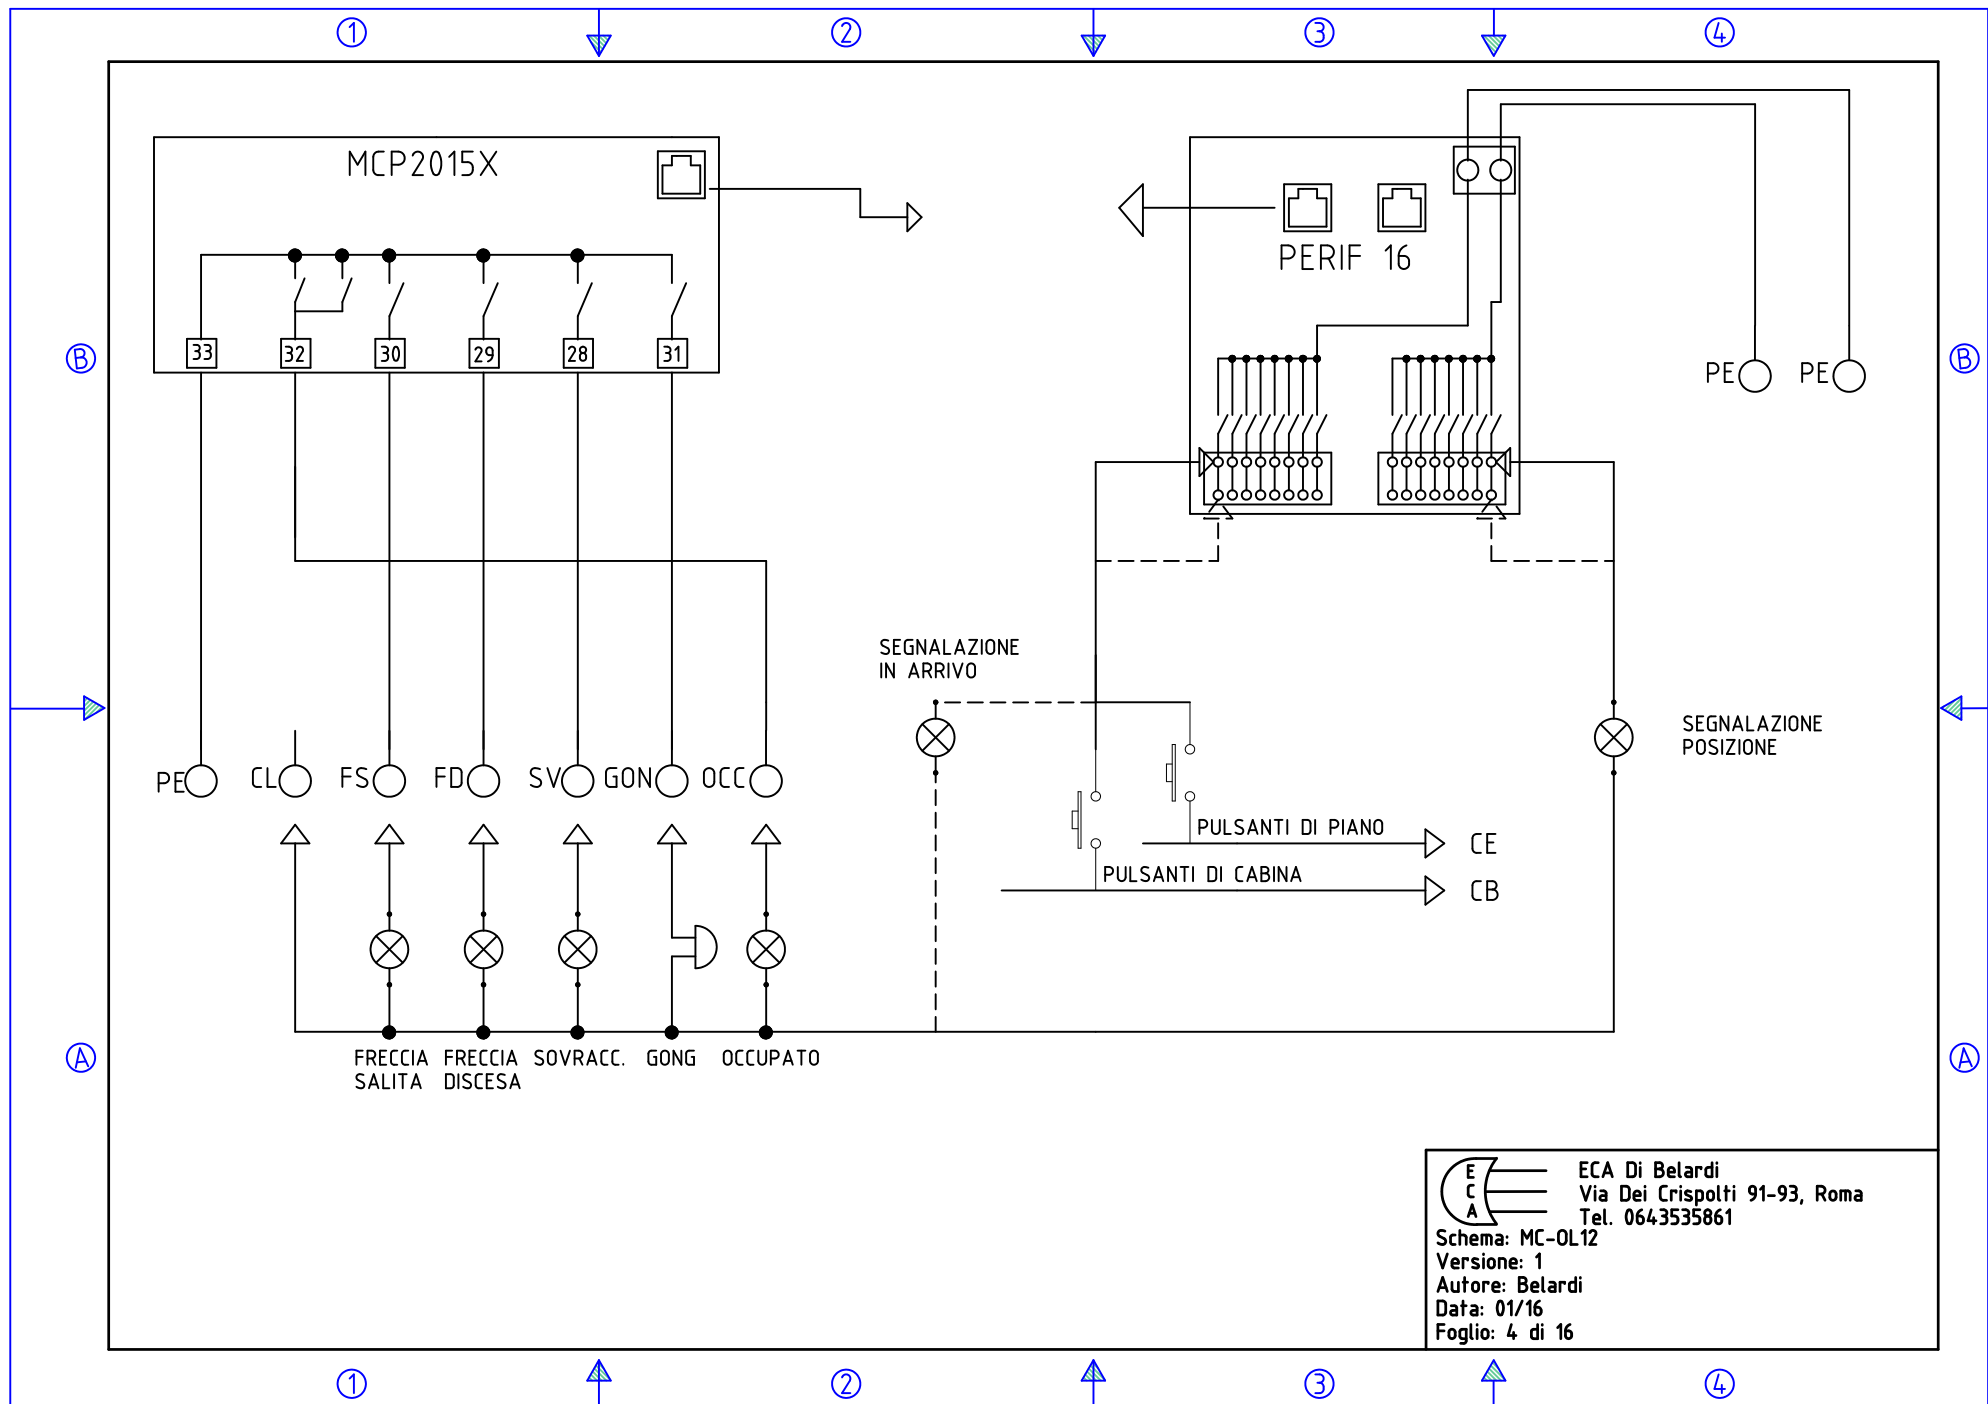 1 2 3 4
MCP2015X
PERIF 16
33 32 30 29 28 31
B B
PE PE
SEGNALAZIONE
IN ARRIVO
SEGNALAZIONE
POSIZIONE
PE CL FS FD SV GON OCC
PULSANTI DI PIANO CE
PULSANTI DI CABINA CB
A A
FRECCIA
SALITA
FRECCIA
DISCESA
SOVRACC.
GONG
OCCUPATO
E
C
A
ECA Di Belardi
Via Dei Crispolti 91-93, Roma
Tel. 0643535861
Schema: MC-OL12
Versione: 1
Autore: Belardi
Data: 01/16
Foglio: 4 di 16
1 2 3 4